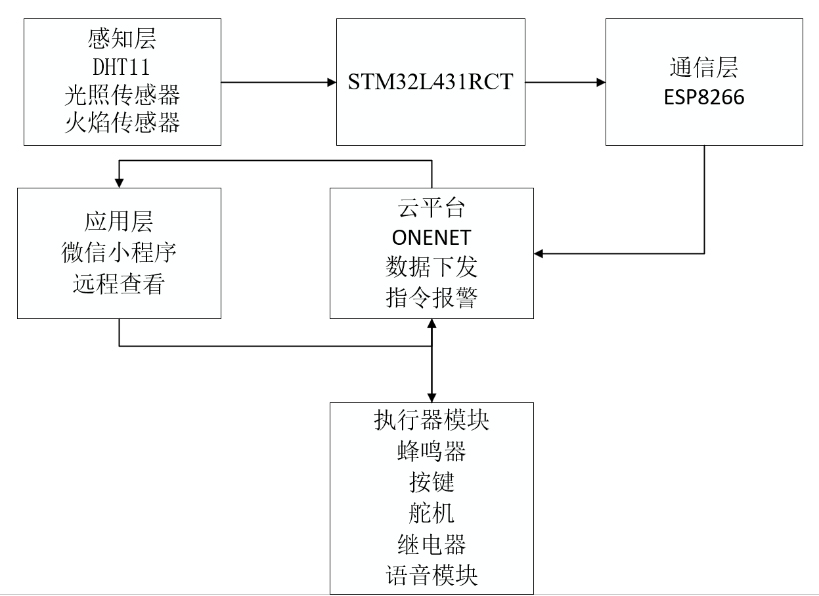 感知层
DHT11
光照传感器
火焰传感器
STM32L431RCT
通信层
ESP8266
应用层
微信小程序
远程查看
云平台
ONENET
数据下发
指令报警
执行器模块
蜂鸣器
按键
舵机
继电器
语音模块